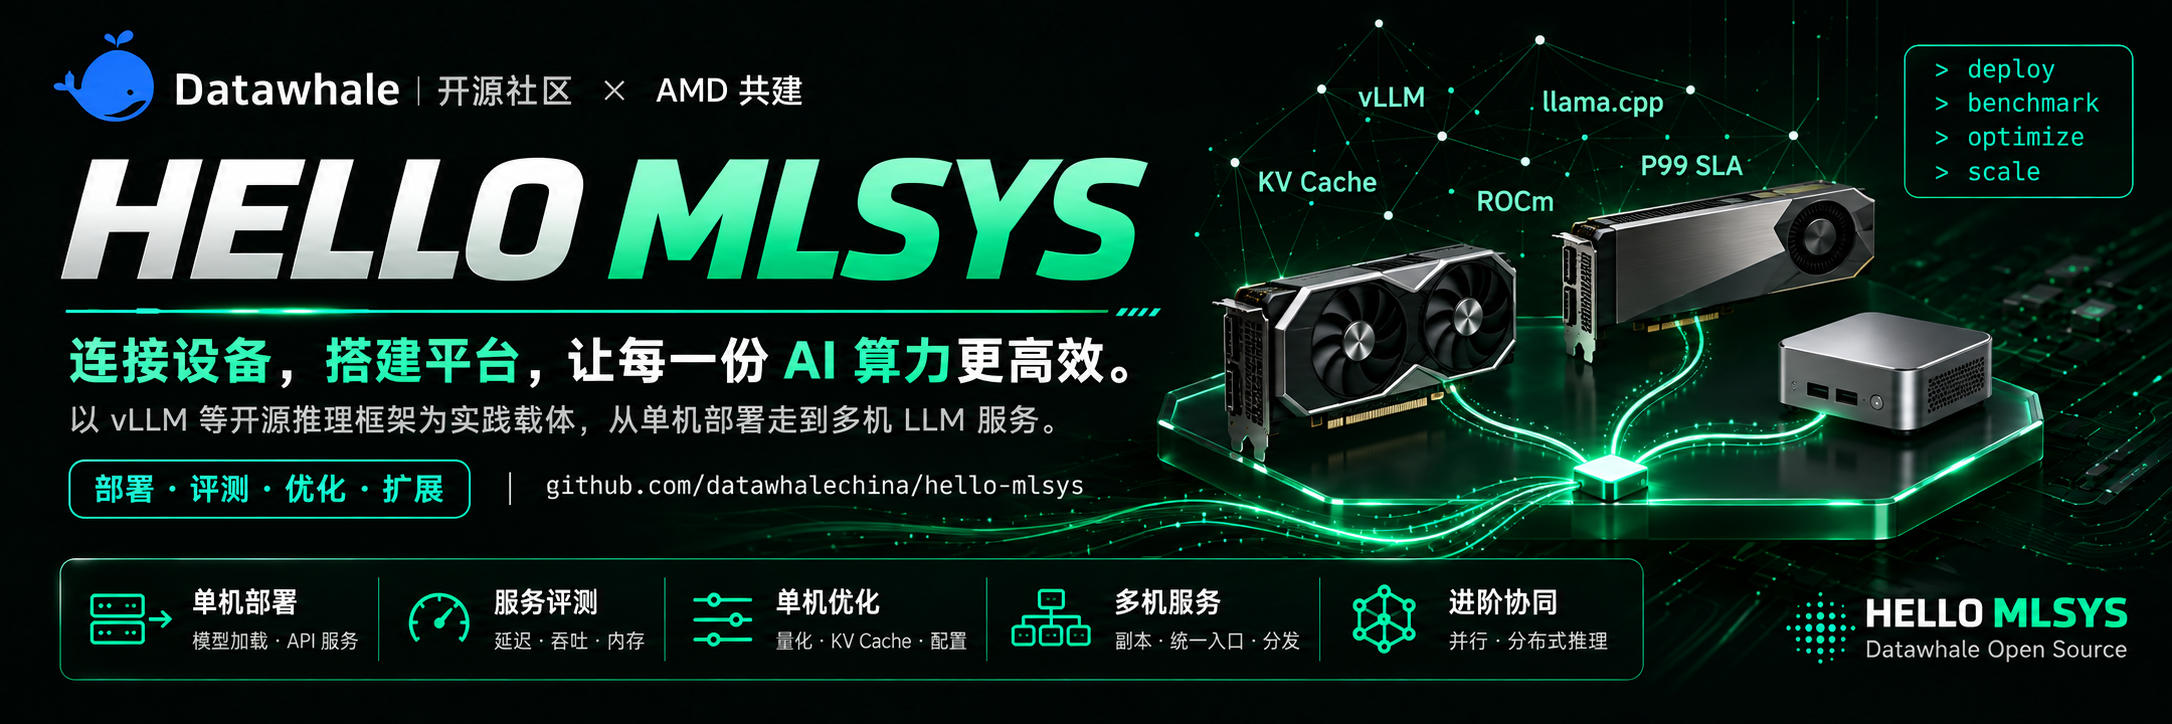 Datawhale | 开源社区 × AMD 共建
HELLO MLSYS
连接设备，搭建平台，让每一份 AI 算力更高效。
以 vLLM 等开源推理框架为实践载体，从单机部署走到多机 LLM 服务。
部署 · 评测 · 优化 · 扩展 | github.com/datawhalechina/hello-mlsys
vLLM
llama.cpp
KV Cache
ROCm
P99 SLA
> deploy
> benchmark
> optimize
> scale
单机部署
模型加载 · API 服务
服务评测
延迟 · 吞吐 · 内存
单机优化
量化 · KV Cache · 配置
多机服务
副本 · 统一入口 · 分发
进阶协同
并行 · 分布式推理
HELLO MLSYS
Datawhale Open Source